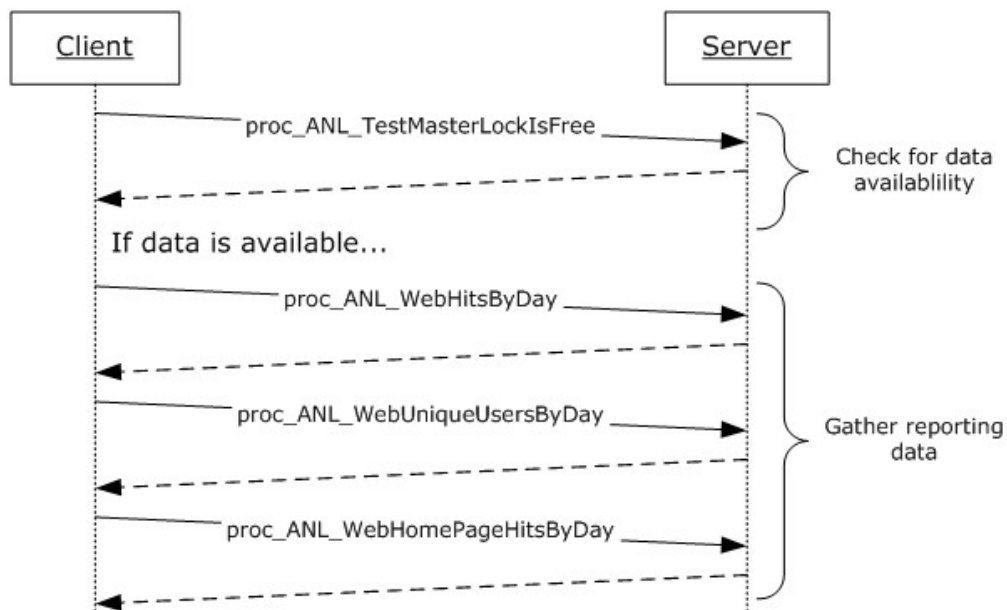 Client
Server
proc_ANL_TestMasterLockIsFree
Check for data
availablility
If data is available...
proc_ANL_WebHitsByDay
proc_ANL_WebUniqueUsersByDay
Gather reporting
data
proc_ANL_WebHomePageHitsByDay